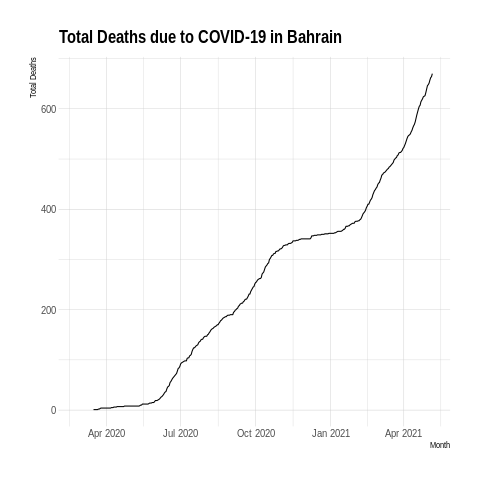 Total Deaths due to COVID-19 in Bahrain
Total Deaths
600
400
200
0
Apr 2020 Jul 2020 Oct 2020 Jan 2021 Apr 2021
Month